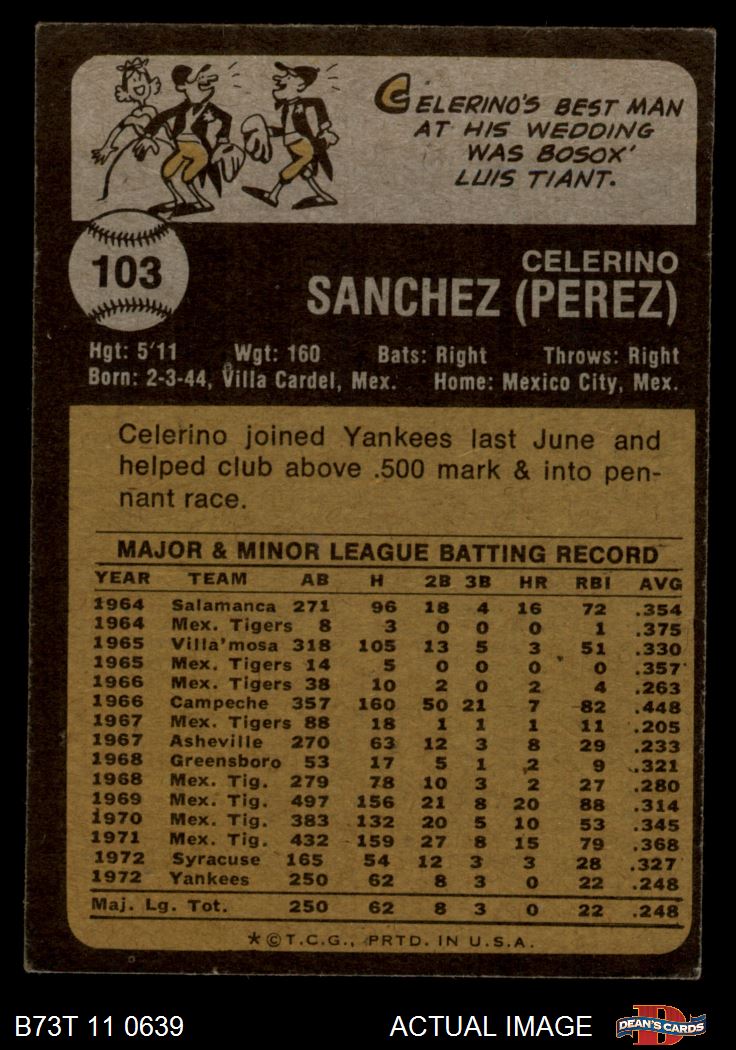 CELERINO'S BEST MAN
AT HIS WEDDING
WAS BOSOX'
LUIS TIANT.
103
CELERINO
SANCHEZ (PEREZ)
Hgt: 5'11 Wgt: 160 Bats: Right Throws: Right
Born: 2-3-44, Villa Cardel, Mex. Home: Mexico City, Mex.
Celerino joined Yankees last June and
helped club above .500 mark & into pen-
nant race.
MAJOR & MINOR LEAGUE BATTING RECORD
YEAR TEAM AB H 2B 3B HR RBI AVG
1964 Salamanca 271 96 18 4 16 72 .354
1964 Mex. Tigers 8 3 0 0 0 1 .375
1965 Villa'mosa 318 105 13 5 3 51 .330
1965 Mex. Tigers 14 5 0 0 0 0 .357
1966 Mex. Tigers 38 10 2 0 2 4 .263
1966 Campeche 357 160 50 21 7 82 .448
1967 Mex. Tigers 88 18 1 1 1 11 .205
1967 Asheville 270 63 12 3 8 29 .233
1968 Greensboro 53 17 5 1 2 9 .321
1968 Mex. Tig. 279 78 10 3 2 27 .280
1969 Mex. Tig. 497 156 21 8 20 88 .314
1970 Mex. Tig. 383 132 20 5 10 53 .345
1971 Mex. Tig. 432 159 27 8 15 79 .368
1972 Syracuse 165 54 12 3 3 28 .327
1972 Yankees 250 62 8 3 0 22 .248
Maj. Lg. Tot. 250 62 8 3 0 22 .248
*©T.C.G., PRTD. IN U.S.A.
B73T 11 0639 ACTUAL IMAGE D DEAN'S CARDS